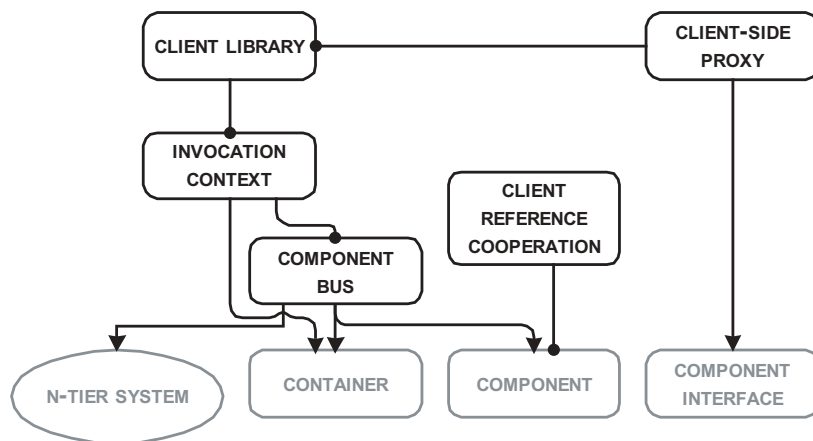 CLIENT LIBRARY
CLIENT-SIDE
PROXY
INVOCATION
CONTEXT
CLIENT
REFERENCE
COOPERATION
COMPONENT
BUS
N-TIER SYSTEM
CONTAINER
COMPONENT
COMPONENT
INTERFACE